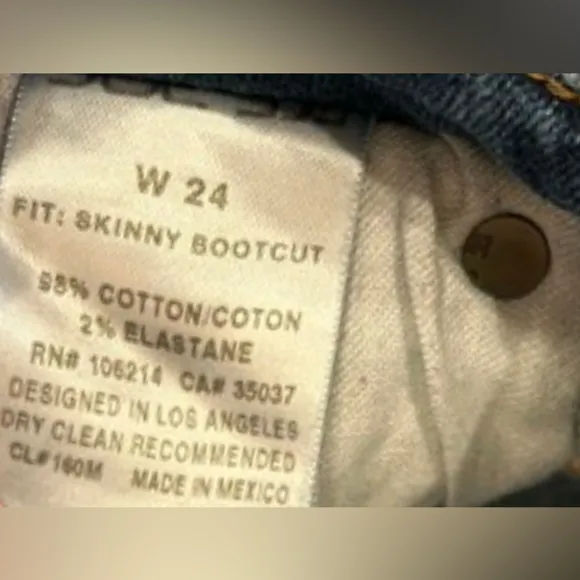 W 24
FIT: SKINNY BOOTCUT
98% COTTON/COTON
2% ELASTANE
RN# 106214 CA# 35037
DESIGNED IN LOS ANGELES
DRY CLEAN RECOMMENDED
CL# 160M MADE IN MEXICO